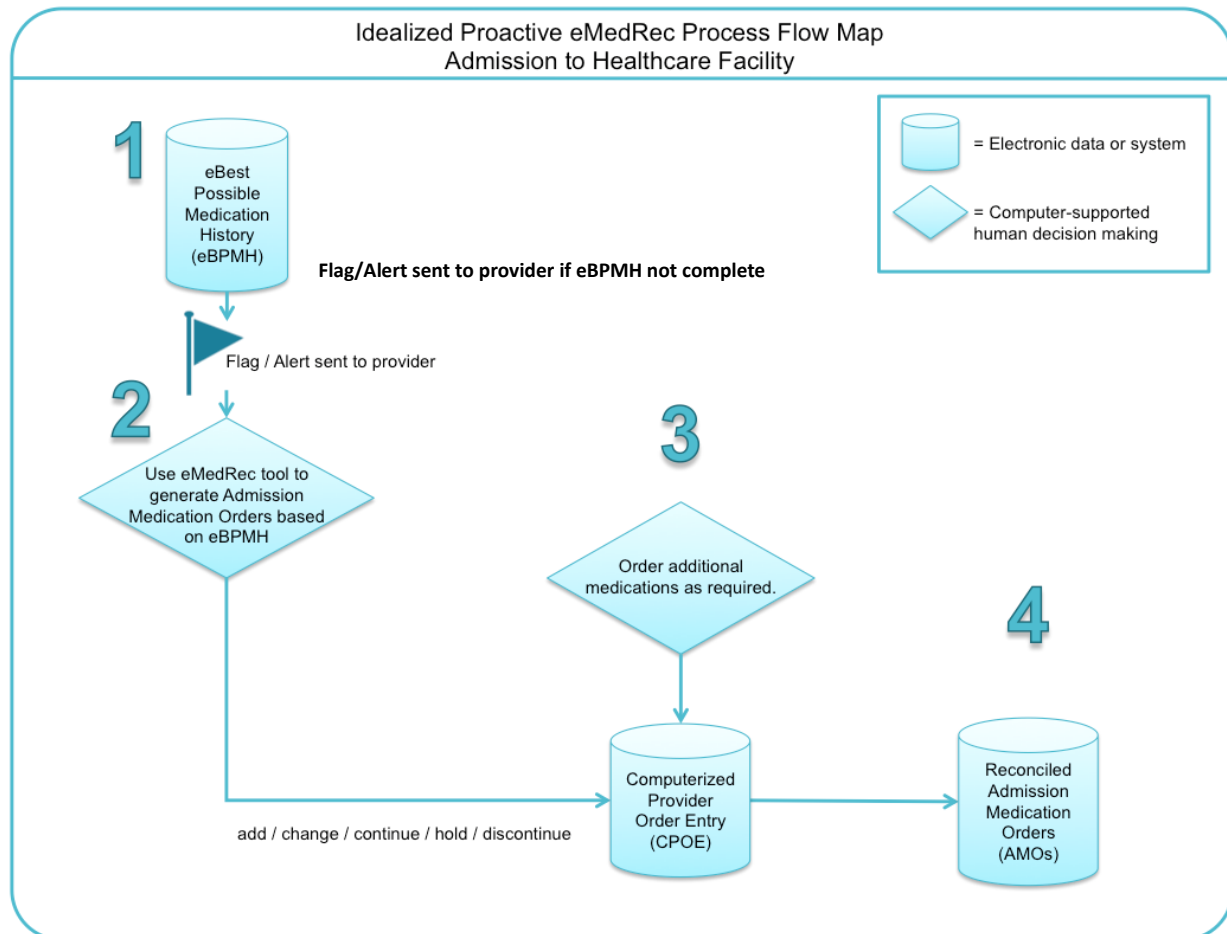 Idealized Proactive eMedRec Process Flow Map
Admission to Healthcare Facility
1
eBest
Possible
Medication
History
(eBPMH)
= Electronic data or system
= Computer-supported
human decision making
Flag/Alert sent to provider if eBPMH not complete
Flag / Alert sent to provider
2
Use eMedRec tool to
generate Admission
Medication Orders based
on eBPMH
3
Order additional
medications as required.
4
Computerized
Provider
Order Entry
(CPOE)
add / change / continue / hold / discontinue
Reconciled
Admission
Medication
Orders
(AMOs)